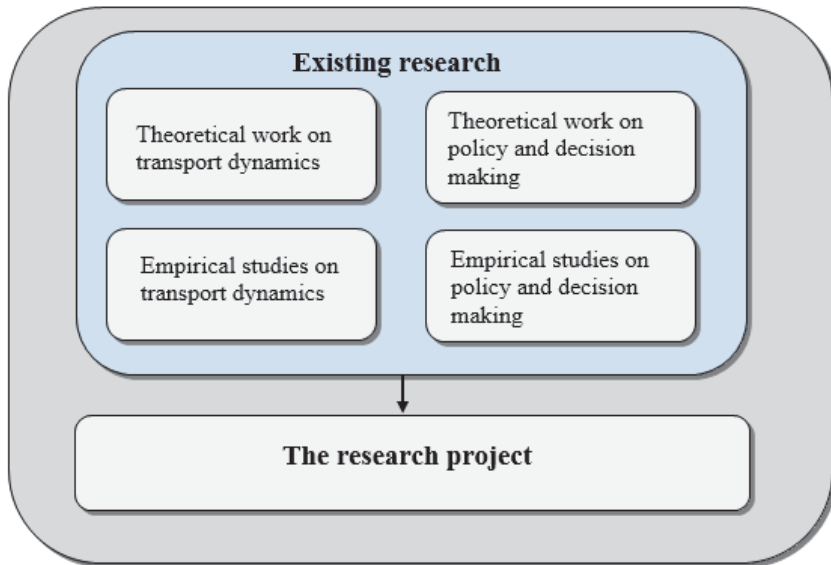 Existing research
Theoretical work on
transport dynamics
Theoretical work on
policy and decision
making
Empirical studies on
transport dynamics
Empirical studies on
policy and decision
making
The research project